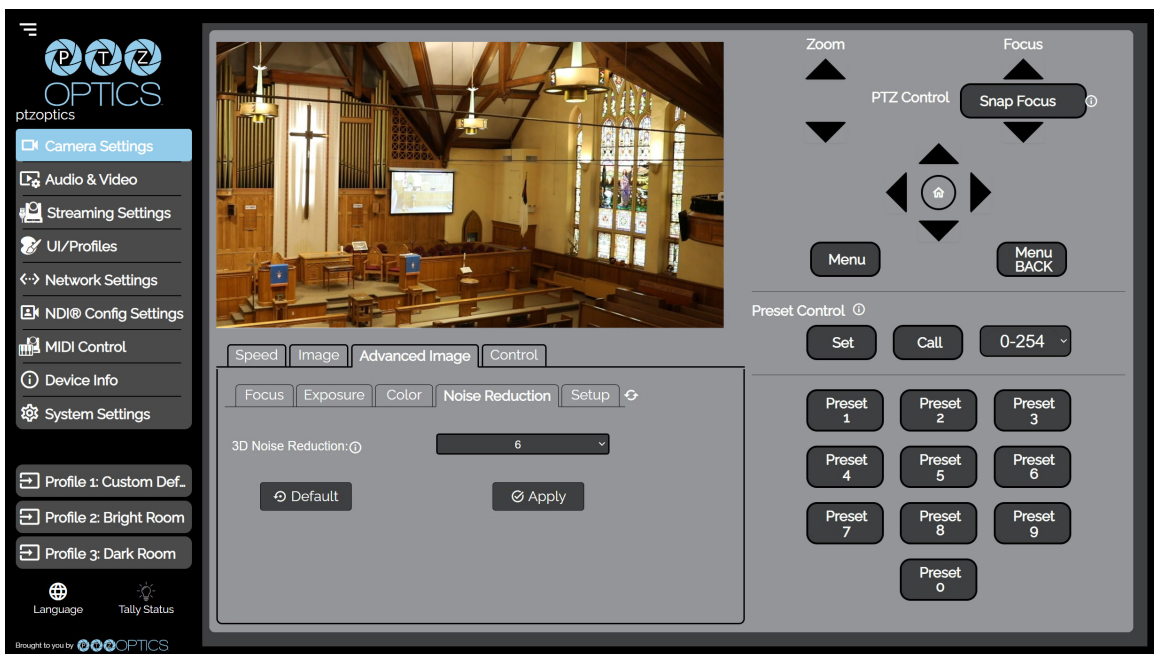 PTZ
OPTICS
ptzoptics
Camera Settings
Audio & Video
Streaming Settings
UI/Profiles
Network Settings
NDI® Config Settings
MIDI Control
Device Info
System Settings
Profile 1: Custom Def...
Profile 2: Bright Room
Profile 3: Dark Room
Language
Tally Status
Brought to you by PTZOPTICS
Speed
Image
Advanced Image
Control
Focus
Exposure
Color
Noise Reduction
Setup
3D Noise Reduction:
6
Default
Apply
Zoom
Focus
PTZ Control
Snap Focus
Menu
Menu
BACK
Preset Control
Set
Call
0-254
Preset
1
Preset
2
Preset
3
Preset
4
Preset
5
Preset
6
Preset
7
Preset
8
Preset
9
Preset
0